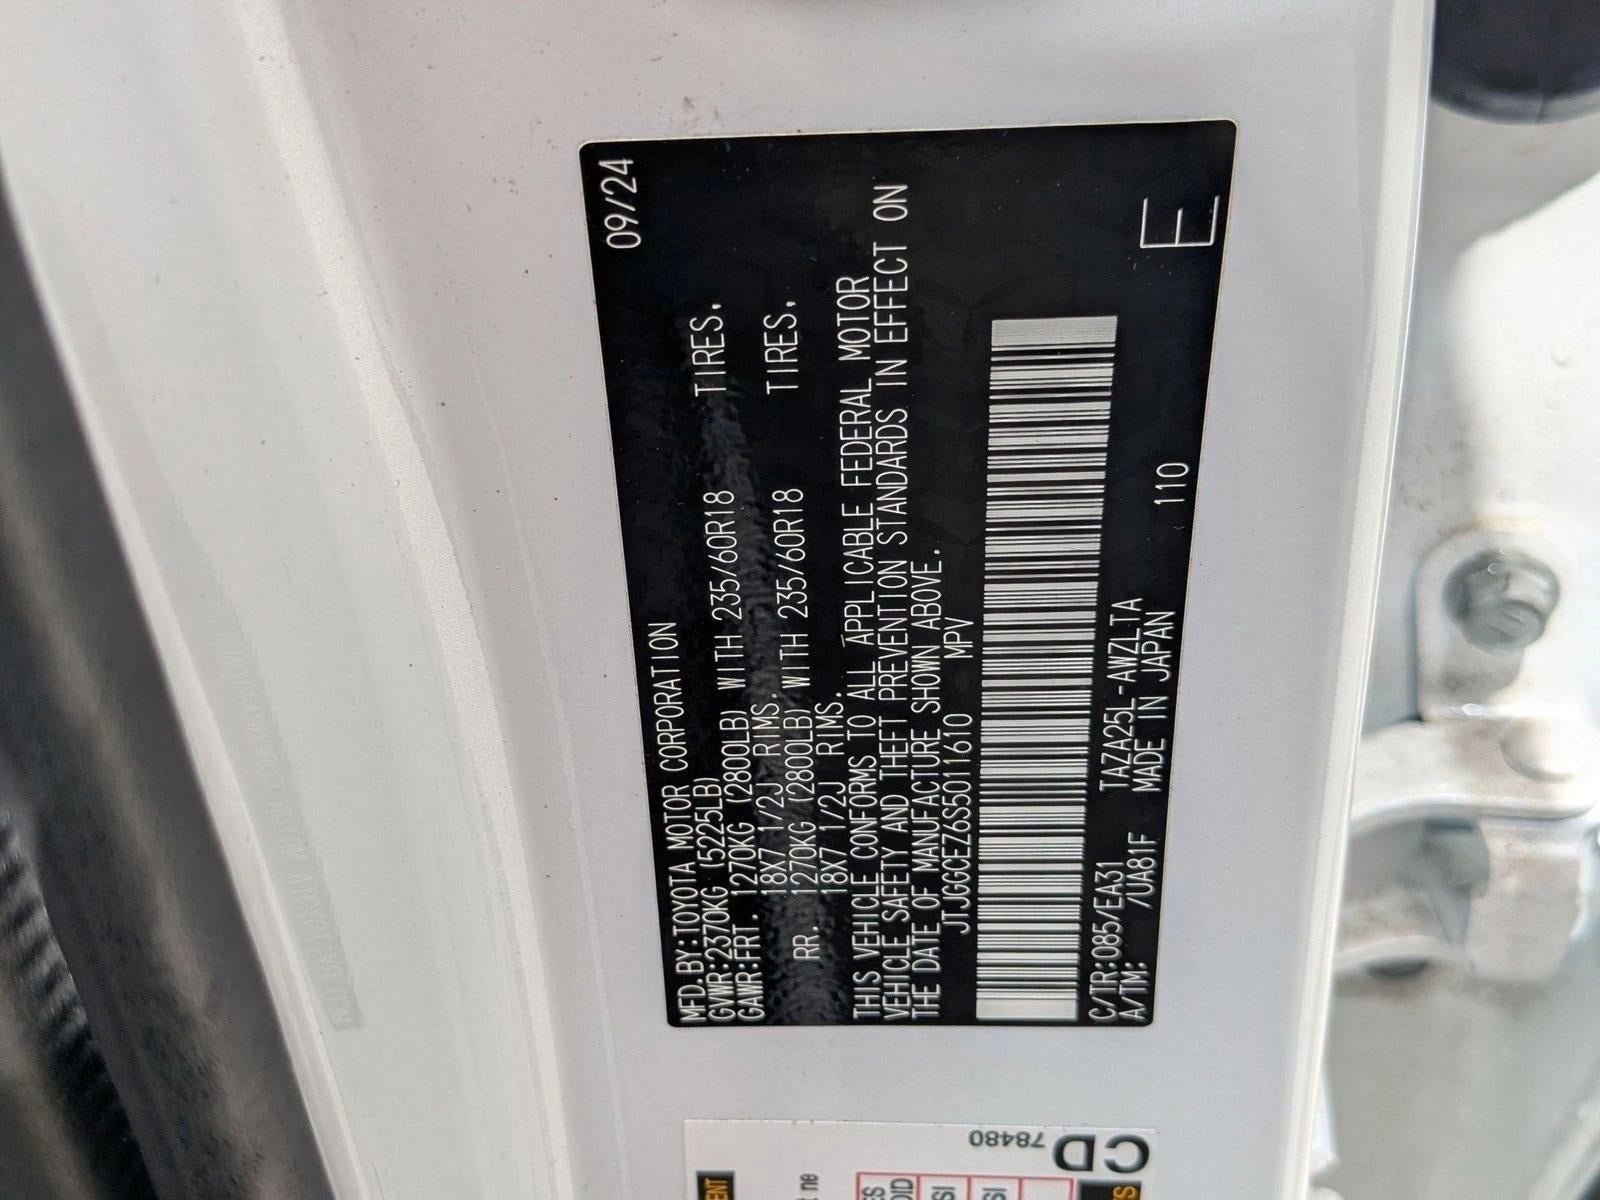 MFD.BY:TOYOTA MOTOR CORPORATION 09/24
GVWR:2370KG (5225LB)
GAWR:FRT. 1270KG (2800LB) WITH 235/60R18 TIRES,
18X7 1/2J RIMS.
RR. 1270KG (2800LB) WITH 235/60R18 TIRES,
18X7 1/2J RIMS.
THIS VEHICLE CONFORMS TO ALL APPLICABLE FEDERAL MOTOR
VEHICLE SAFETY AND THEFT PREVENTION STANDARDS IN EFFECT ON
THE DATE OF MANUFACTURE SHOWN ABOVE.
JTJGGCEZ6S5011610 MPV
C/TR:085/EA31 TAZA25L-AWZLTA 110
A/TM: /UA81F MADE IN JAPAN
E
CD
78480